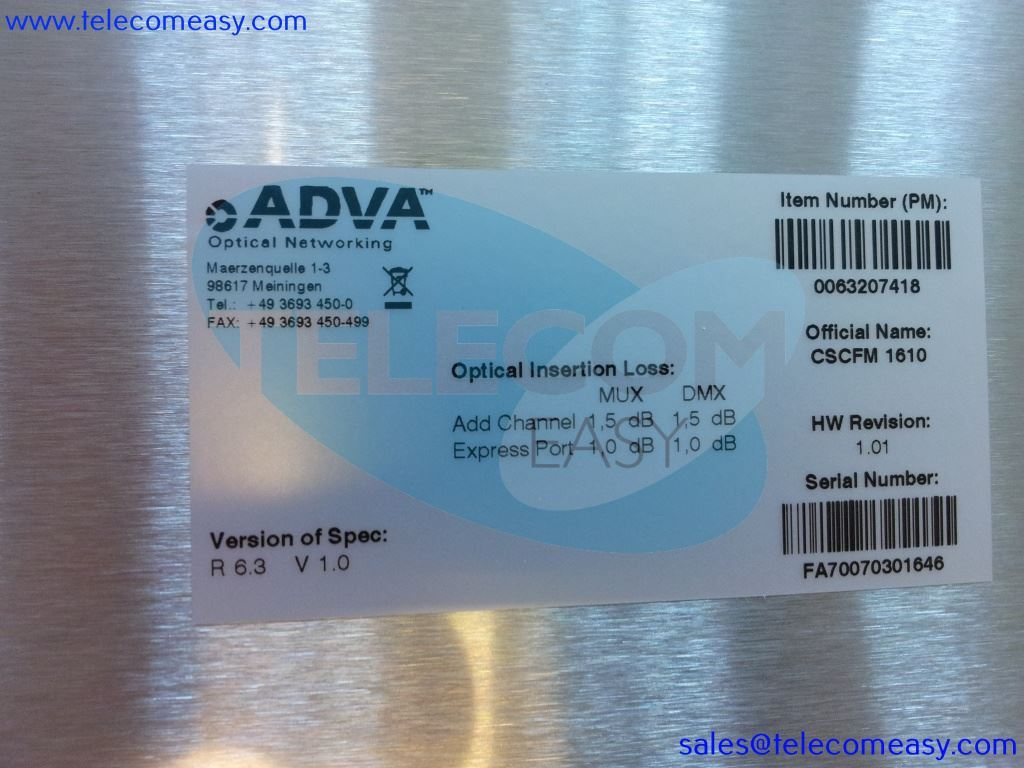 www.telecomeasy.com
ADVA™
Optical Networking
Maerzenquelle 1-3
98617 Meiningen
Tel.: +49 3693 450-0
FAX: +49 3693 450-499
Item Number (PM):
0063207418
Official Name:
CSCFM 1610
TELECOM
EASY
Optical Insertion Loss:
MUX DMX
Add Channel 1,5 dB 1,5 dB
Express Port 1,0 dB 1,0 dB
HW Revision:
1.01
Serial Number:
FA70070301646
Version of Spec:
R 6.3 V 1.0
sales@telecomeasy.com